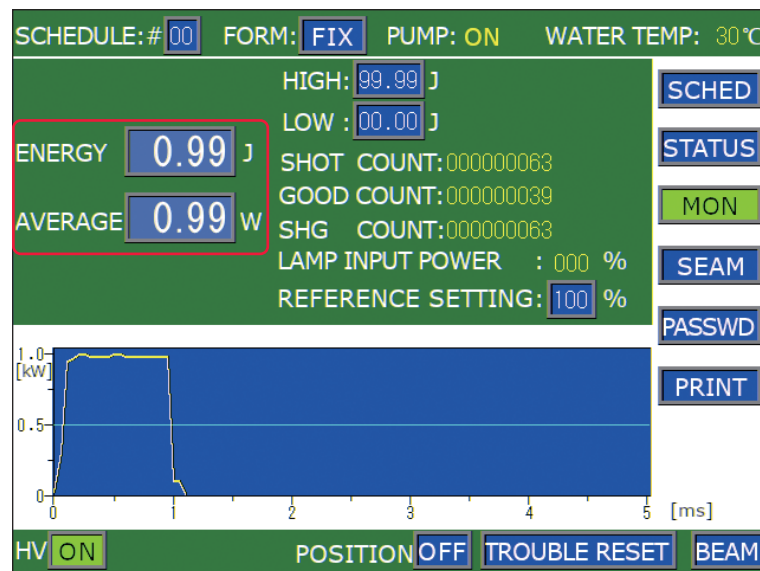 SCHEDULE:# 00 FORM: FIX PUMP: ON WATER TEMP: 30℃
HIGH: 99.99 J
LOW : 00.00 J
ENERGY 0.99 J
AVERAGE 0.99 W
SHOT COUNT:000000063
GOOD COUNT:000000039
SHG COUNT:000000063
LAMP INPUT POWER : 000 %
REFERENCE SETTING: 100 %
SCHED
STATUS
MON
SEAM
PASSWD
PRINT
1.0
[kW]
0.5
0
0 1 2 3 4 5 [ms]
HV ON POSITION OFF TROUBLE RESET BEAM